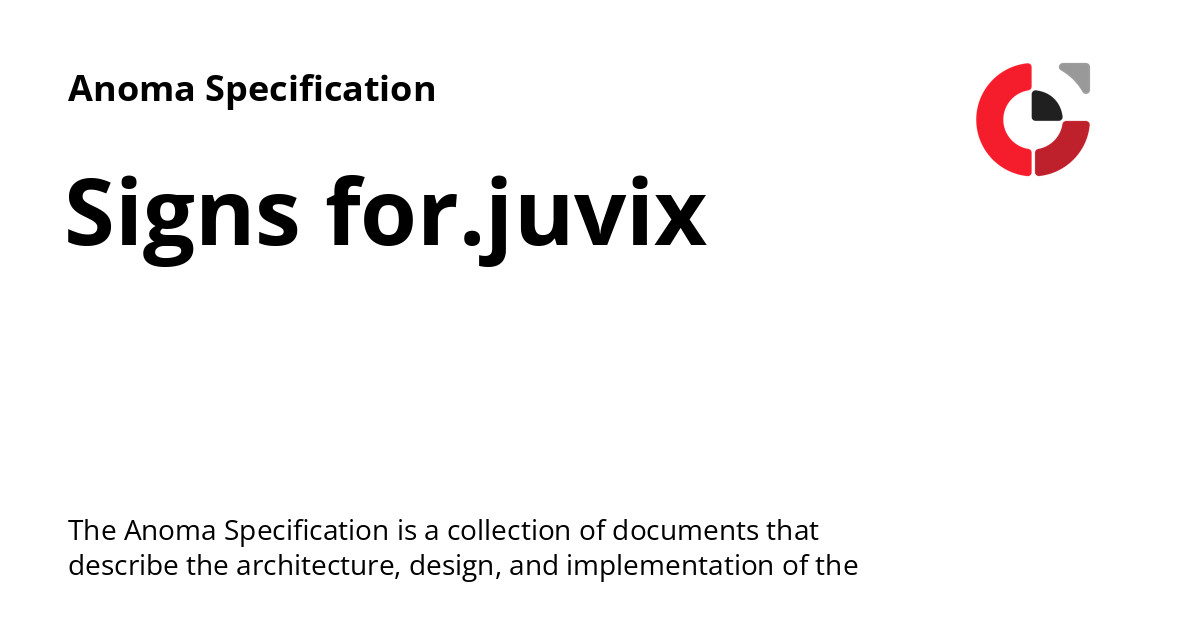 Anoma Specification
Signs for.juvix
The Anoma Specification is a collection of documents that
describe the architecture, design, and implementation of the